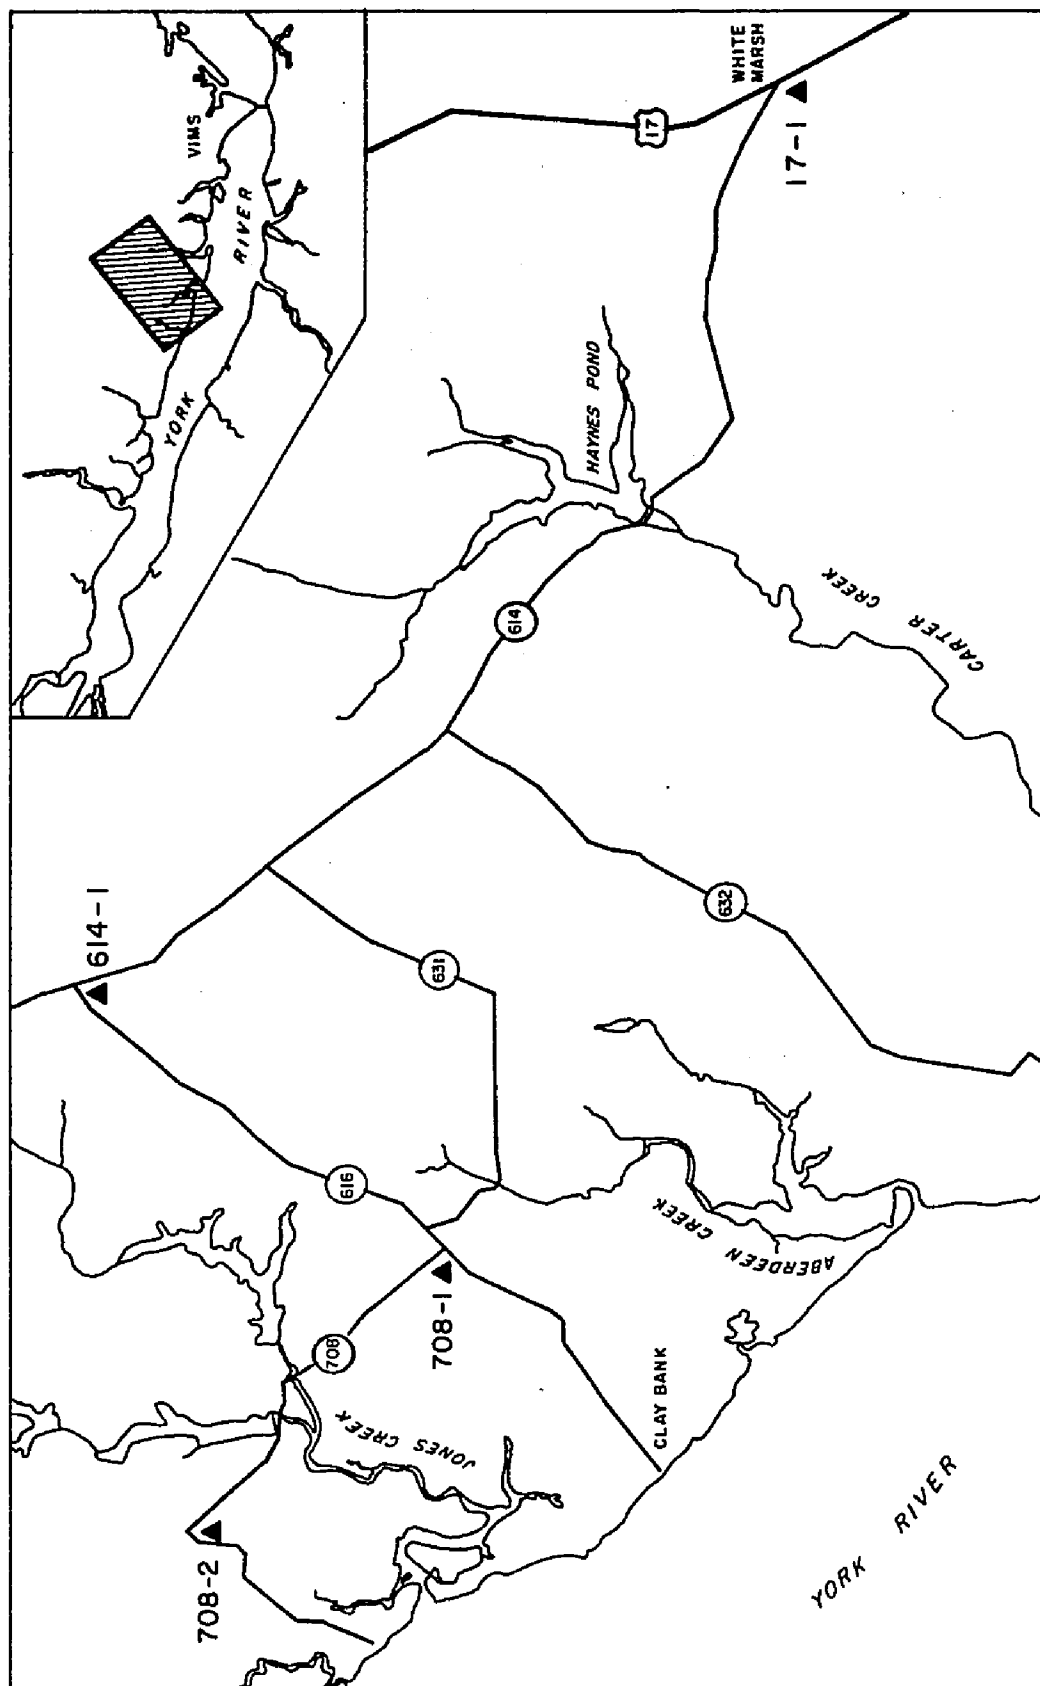 VIMS
YORK
RIVER
WHITE
MARSH
17
17-1
HAYNES POND
614
CARTER
CREEK
614-1
631
632
616
ABERDEEN CREEK
708-1
708
CLAY BANK
JONES CREEK
708-2
YORK RIVER